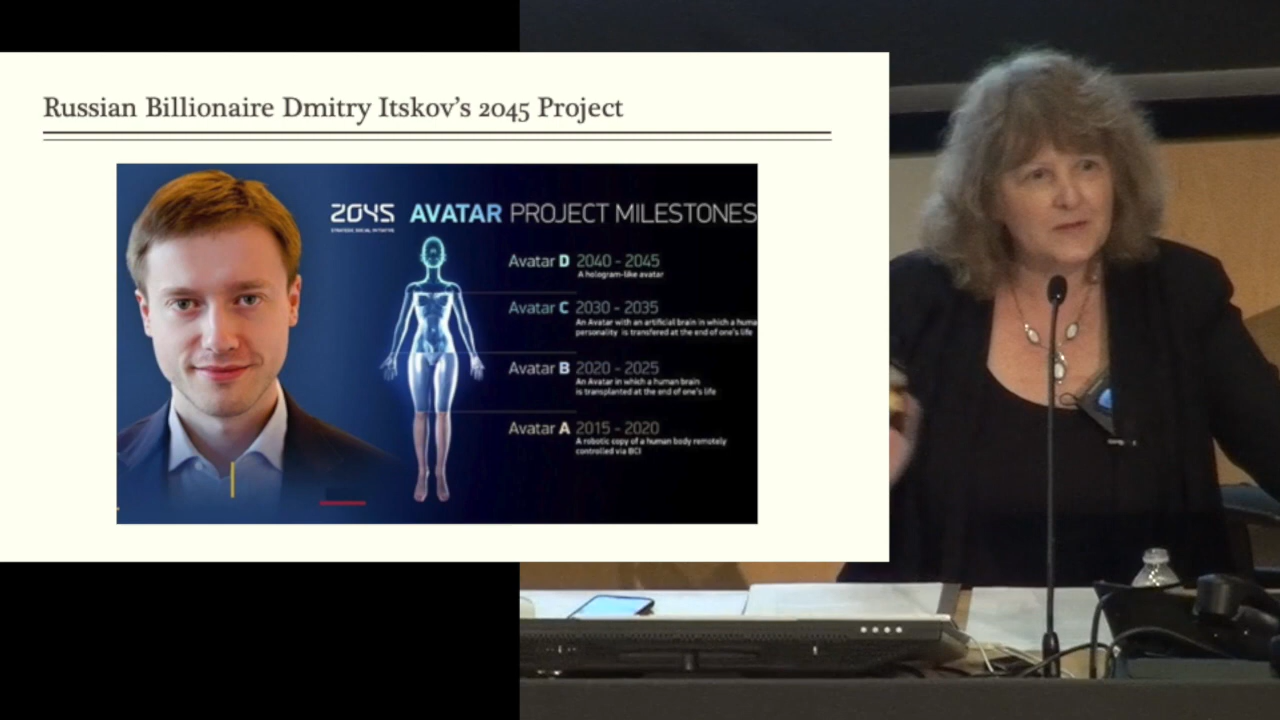 Russian Billionaire Dmitry Itskov's 2045 Project
2045 AVATAR PROJECT MILESTONES
STRATEGIC SOCIAL INITIATIVE
Avatar D 2040 - 2045
A hologram-like avatar
Avatar C 2030 - 2035
An Avatar with an artificial brain in which a huma
personality is transfered at the end of one's life
Avatar B 2020 - 2025
An Avatar in which a human brain
is transplanted at the end of one's life
Avatar A 2015 - 2020
A robotic copy of a human body remotely
controlled via BCI